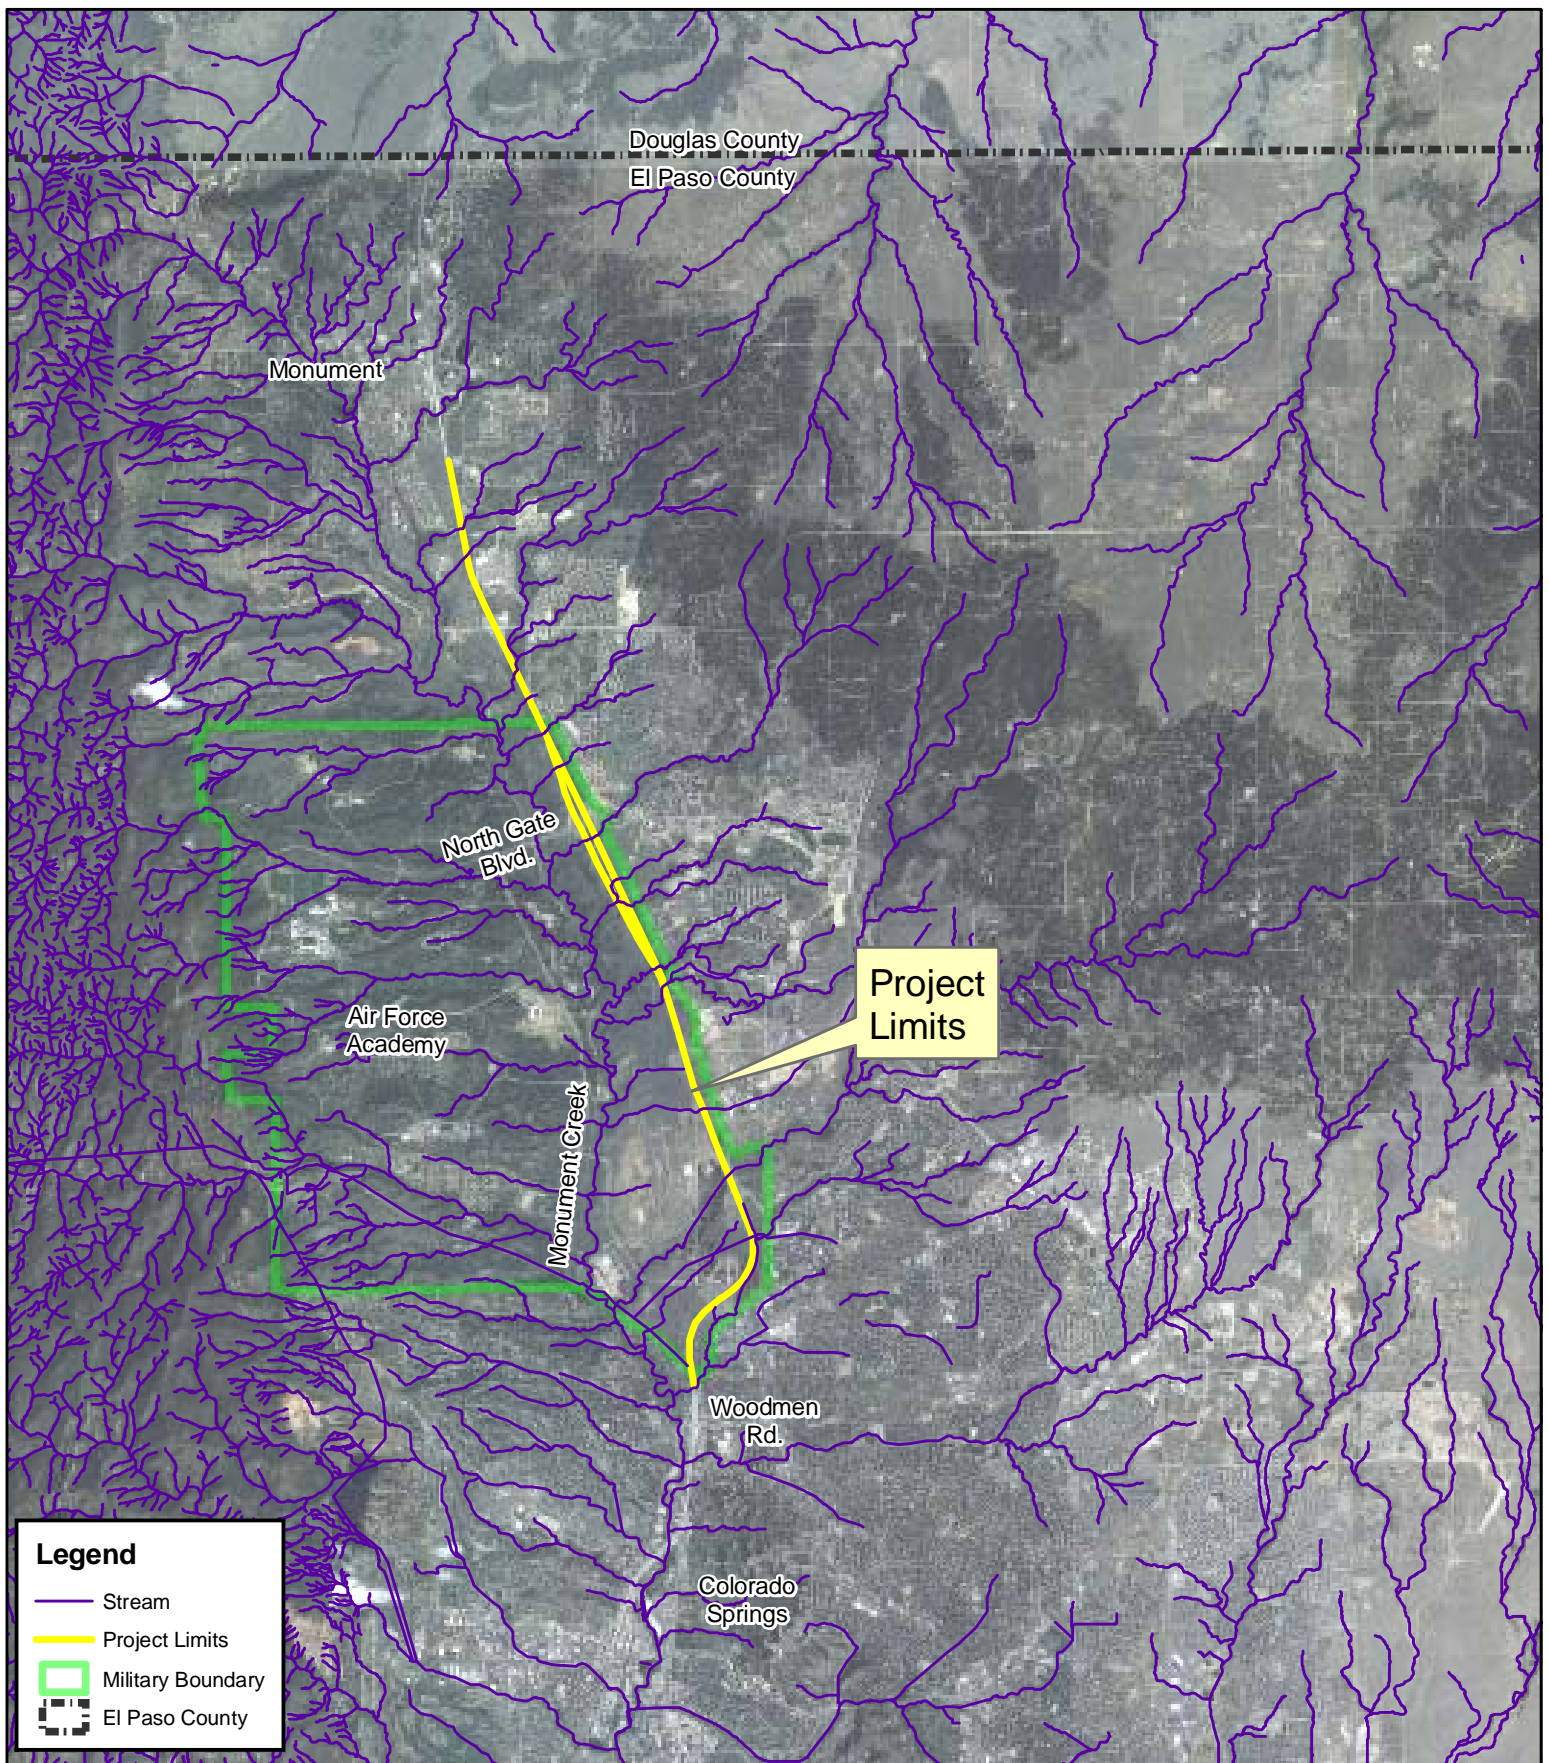 Douglas County
El Paso County
Monument
North Gate
Blvd.
Project
Limits
Air Force
Academy
Monument Creek
Woodmen
Rd.
Colorado
Springs
Legend
Stream
Project Limits
Military Boundary
El Paso County